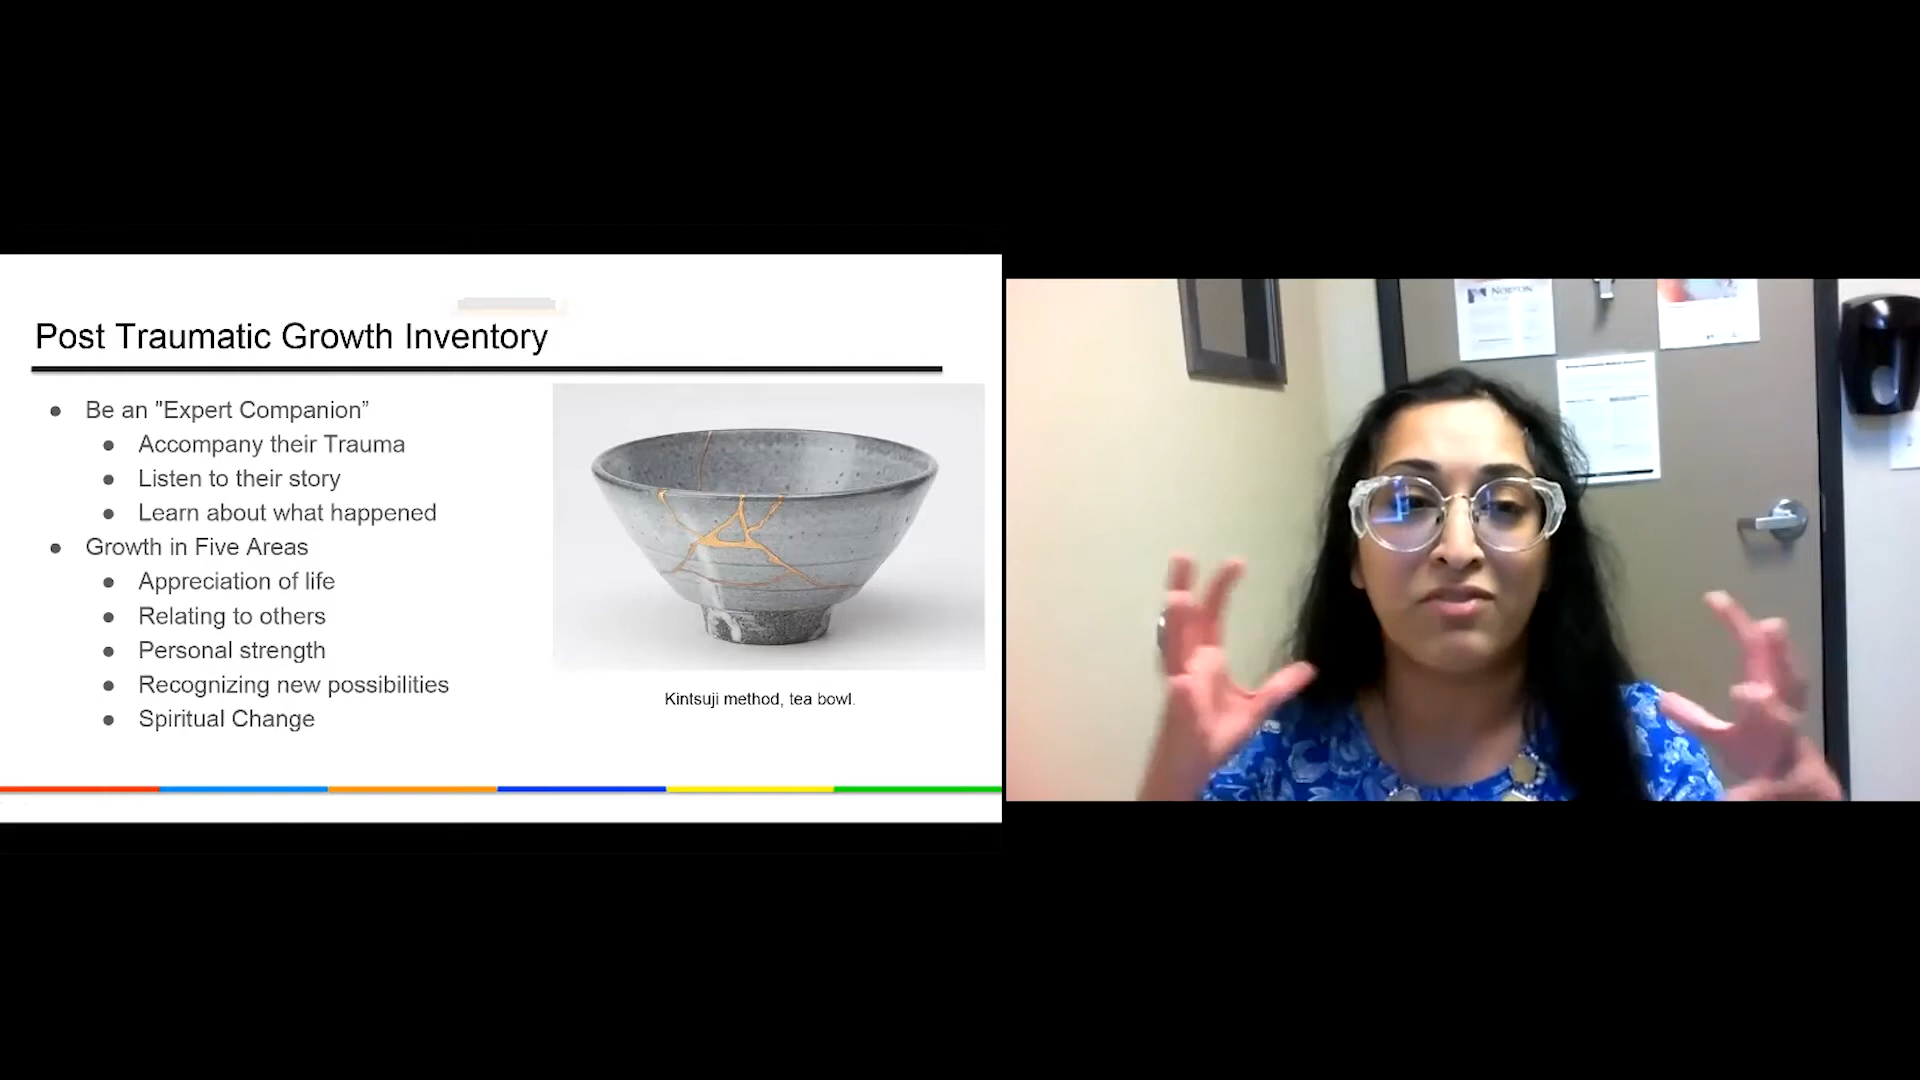 Post Traumatic Growth Inventory
Be an "Expert Companion”
Accompany their Trauma
Listen to their story
Learn about what happened
Growth in Five Areas
Appreciation of life
Relating to others
Personal strength
Recognizing new possibilities
Spiritual Change
Kintsuji method, tea bowl.
NORTON